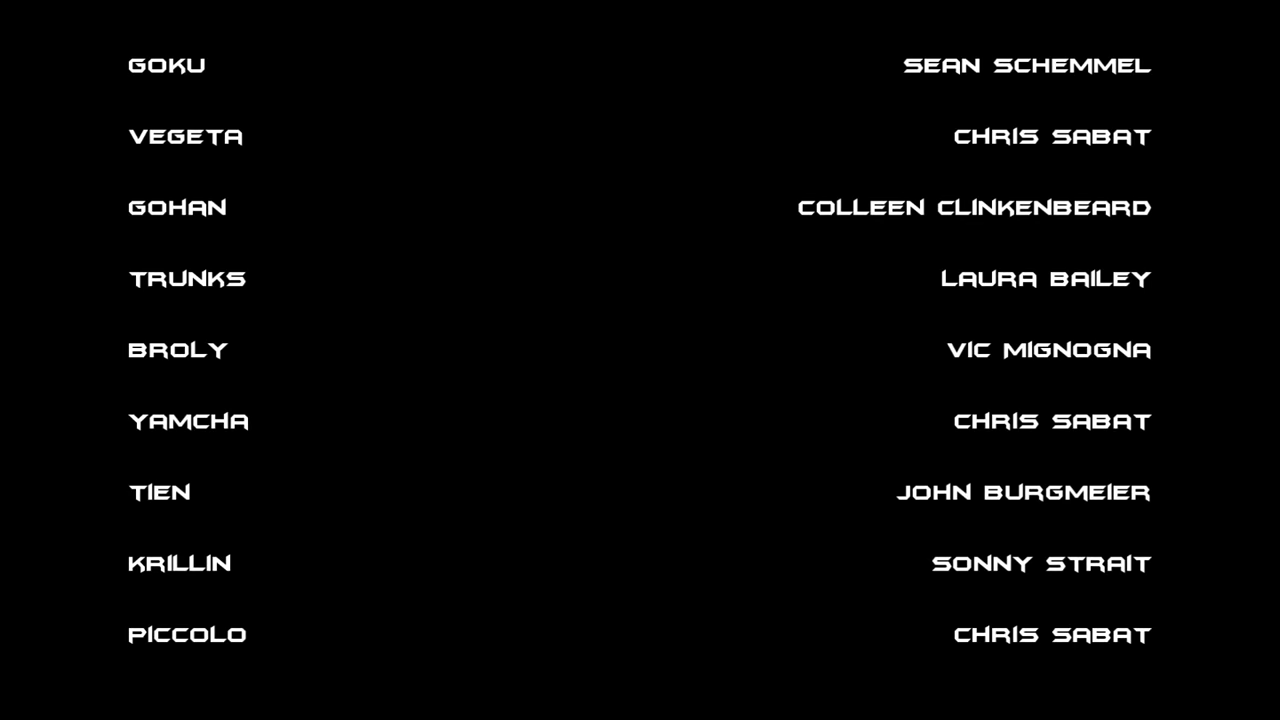 GOKU SEAN SCHEMMEL
VEGETA CHRIS SABAT
GOHAN COLLEEN CLINKENBEARD
TRUNKS LAURA BAILEY
BROLY VIC MIGNOGNA
YAMCHA CHRIS SABAT
TIEN JOHN BURGMEIER
KRILLIN SONNY STRAIT
PICCOLO CHRIS SABAT